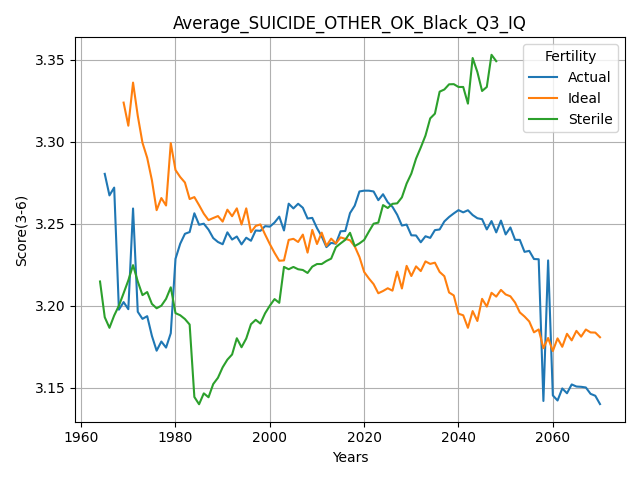 Average_SUICIDE_OTHER_OK_Black_Q3_IQ
Fertility
Actual
Ideal
Sterile
Score(3-6)
3.35
3.30
3.25
3.20
3.15
1960 1980 2000 2020 2040 2060
Years